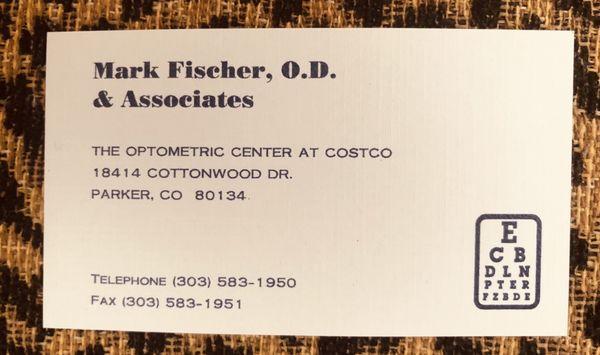 Mark Fischer, O.D.
& Associates
THE OPTOMETRIC CENTER AT COSTCO
18414 COTTONWOOD DR.
PARKER, CO 80134
TELEPHONE (303) 583-1950
FAX (303) 583-1951
E
C B
D L N
P T E R
F Z B D E